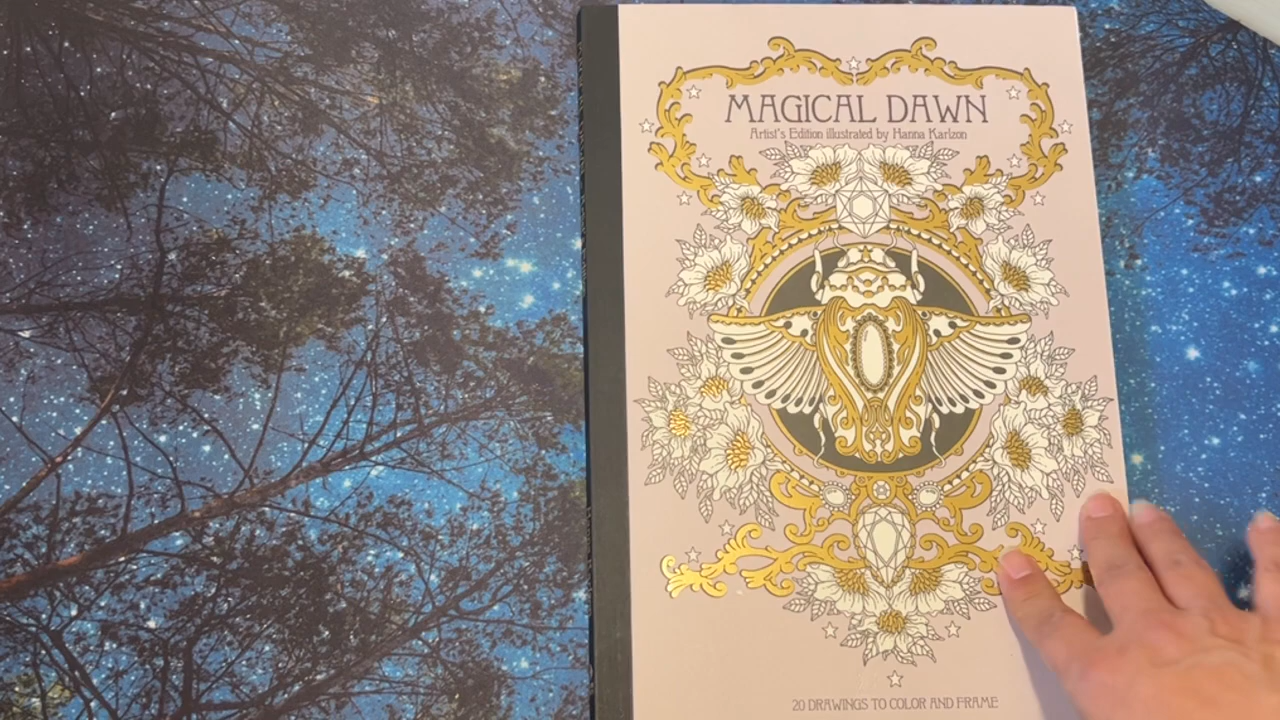 MAGICAL DAWN
Artist's Edition illustrated by Hanna Karlzon
20 DRAWINGS TO COLOR AND FRAME